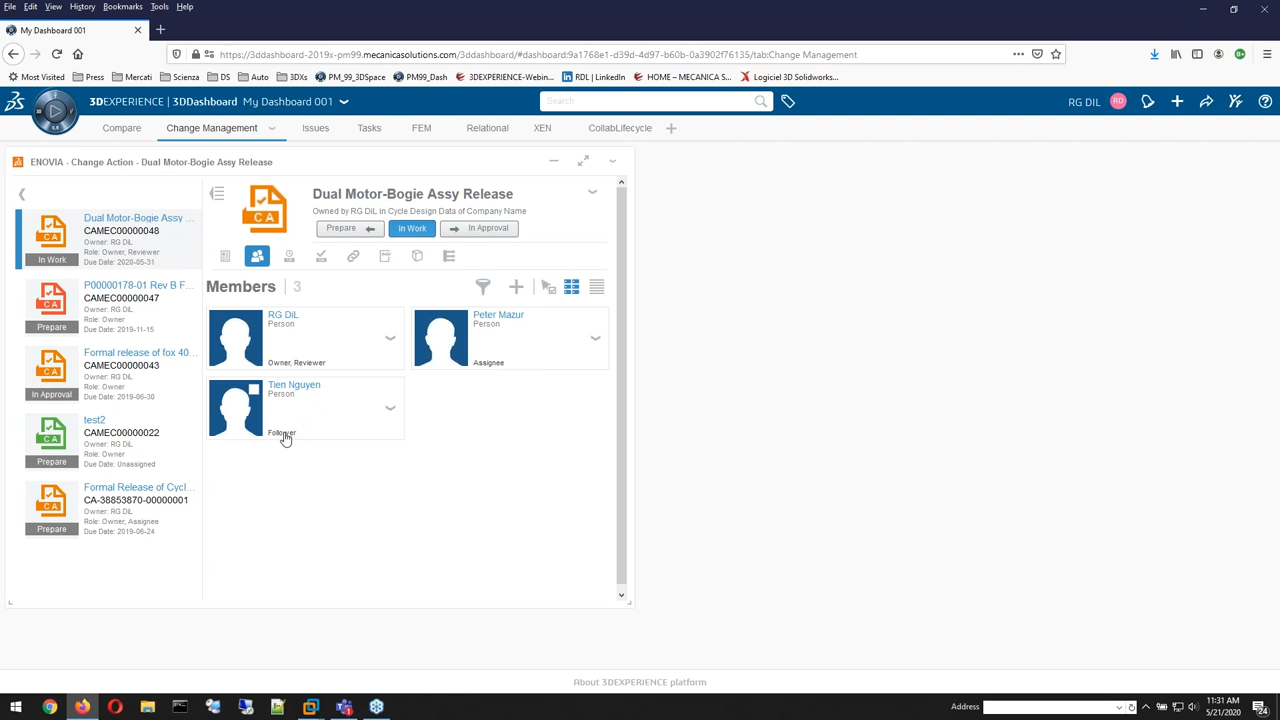 File Edit View History Bookmarks Tools Help
My Dashboard 001
https://3ddashboard-2019x-pm99.mecanicasolutions.com/3ddashboard/#dashboard:9a1768e1-d39d-4d97-b60b-0a3902f76135/tab:Change Management
Most Visited Press Mercati Scienza DS Auto 3DXs PM_99_3DSpace PM99_Dash 3DEXPERIENCE-Webin... RDL | LinkedIn HOME – MECANICA S... Logiciel 3D Solidworks...
3DEXPERIENCE | 3DDashboard My Dashboard 001
Search
RG DIL RD
Compare Change Management Issues Tasks FEM Relational XEN CollabLifecycle
ENOVIA - Change Action - Dual Motor-Bogie Assy Release
Dual Motor-Bogie Assy ...
CAMEC00000048
Owner: RG DiL
Role: Owner, Reviewer
Due Date: 2020-05-31
CA
In Work
P00000178-01 Rev B F...
CAMEC00000047
Owner: RG DiL
Role: Owner
Due Date: 2019-11-15
CA
Prepare
Formal release of fox 40...
CAMEC00000043
Owner: RG DiL
Role: Owner
Due Date: 2019-06-30
CA
In Approval
test2
CAMEC00000022
Owner: RG DiL
Role: Owner
Due Date: Unassigned
CA
Prepare
Formal Release of Cycl...
CA-38853870-00000001
Owner: RG DiL
Role: Owner, Assignee
Due Date: 2019-06-24
CA
Prepare
CA
Dual Motor-Bogie Assy Release
Owned by RG DiL in Cycle Design Data of Company Name
Prepare In Work In Approval
Members 3
RG DiL
Person
Owner, Reviewer
Peter Mazur
Person
Assignee
Tien Nguyen
Person
Follower
About 3DEXPERIENCE platform
Address
11:31 AM
5/21/2020
24